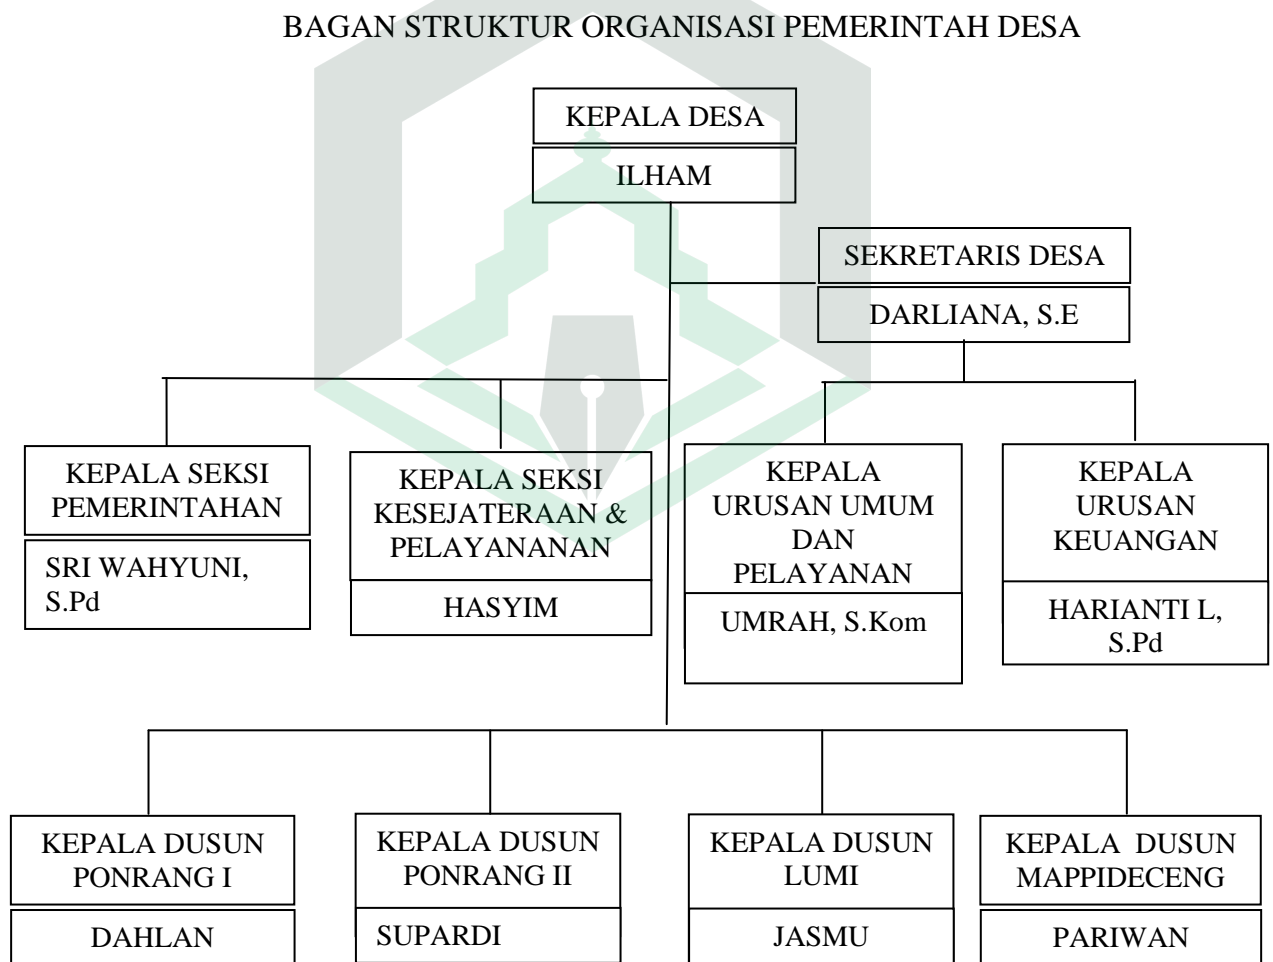 BAGAN STRUKTUR ORGANISASI PEMERINTAH DESA
KEPALA DESA
ILHAM
SEKRETARIS DESA
DARLIANA, S.E
KEPALA SEKSI
PEMERINTAHAN
SRI WAHYUNI,
S.Pd
KEPALA SEKSI
KESEJATERAAN &
PELAYANANAN
HASYIM
KEPALA
URUSAN UMUM
DAN
PELAYANAN
UMRAH, S.Kom
KEPALA
URUSAN
KEUANGAN
HARIANTI L,
S.Pd
KEPALA DUSUN
PONRANG I
DAHLAN
KEPALA DUSUN
PONRANG II
SUPARDI
KEPALA DUSUN
LUMI
JASMU
KEPALA DUSUN
MAPPIDECENG
PARIWAN